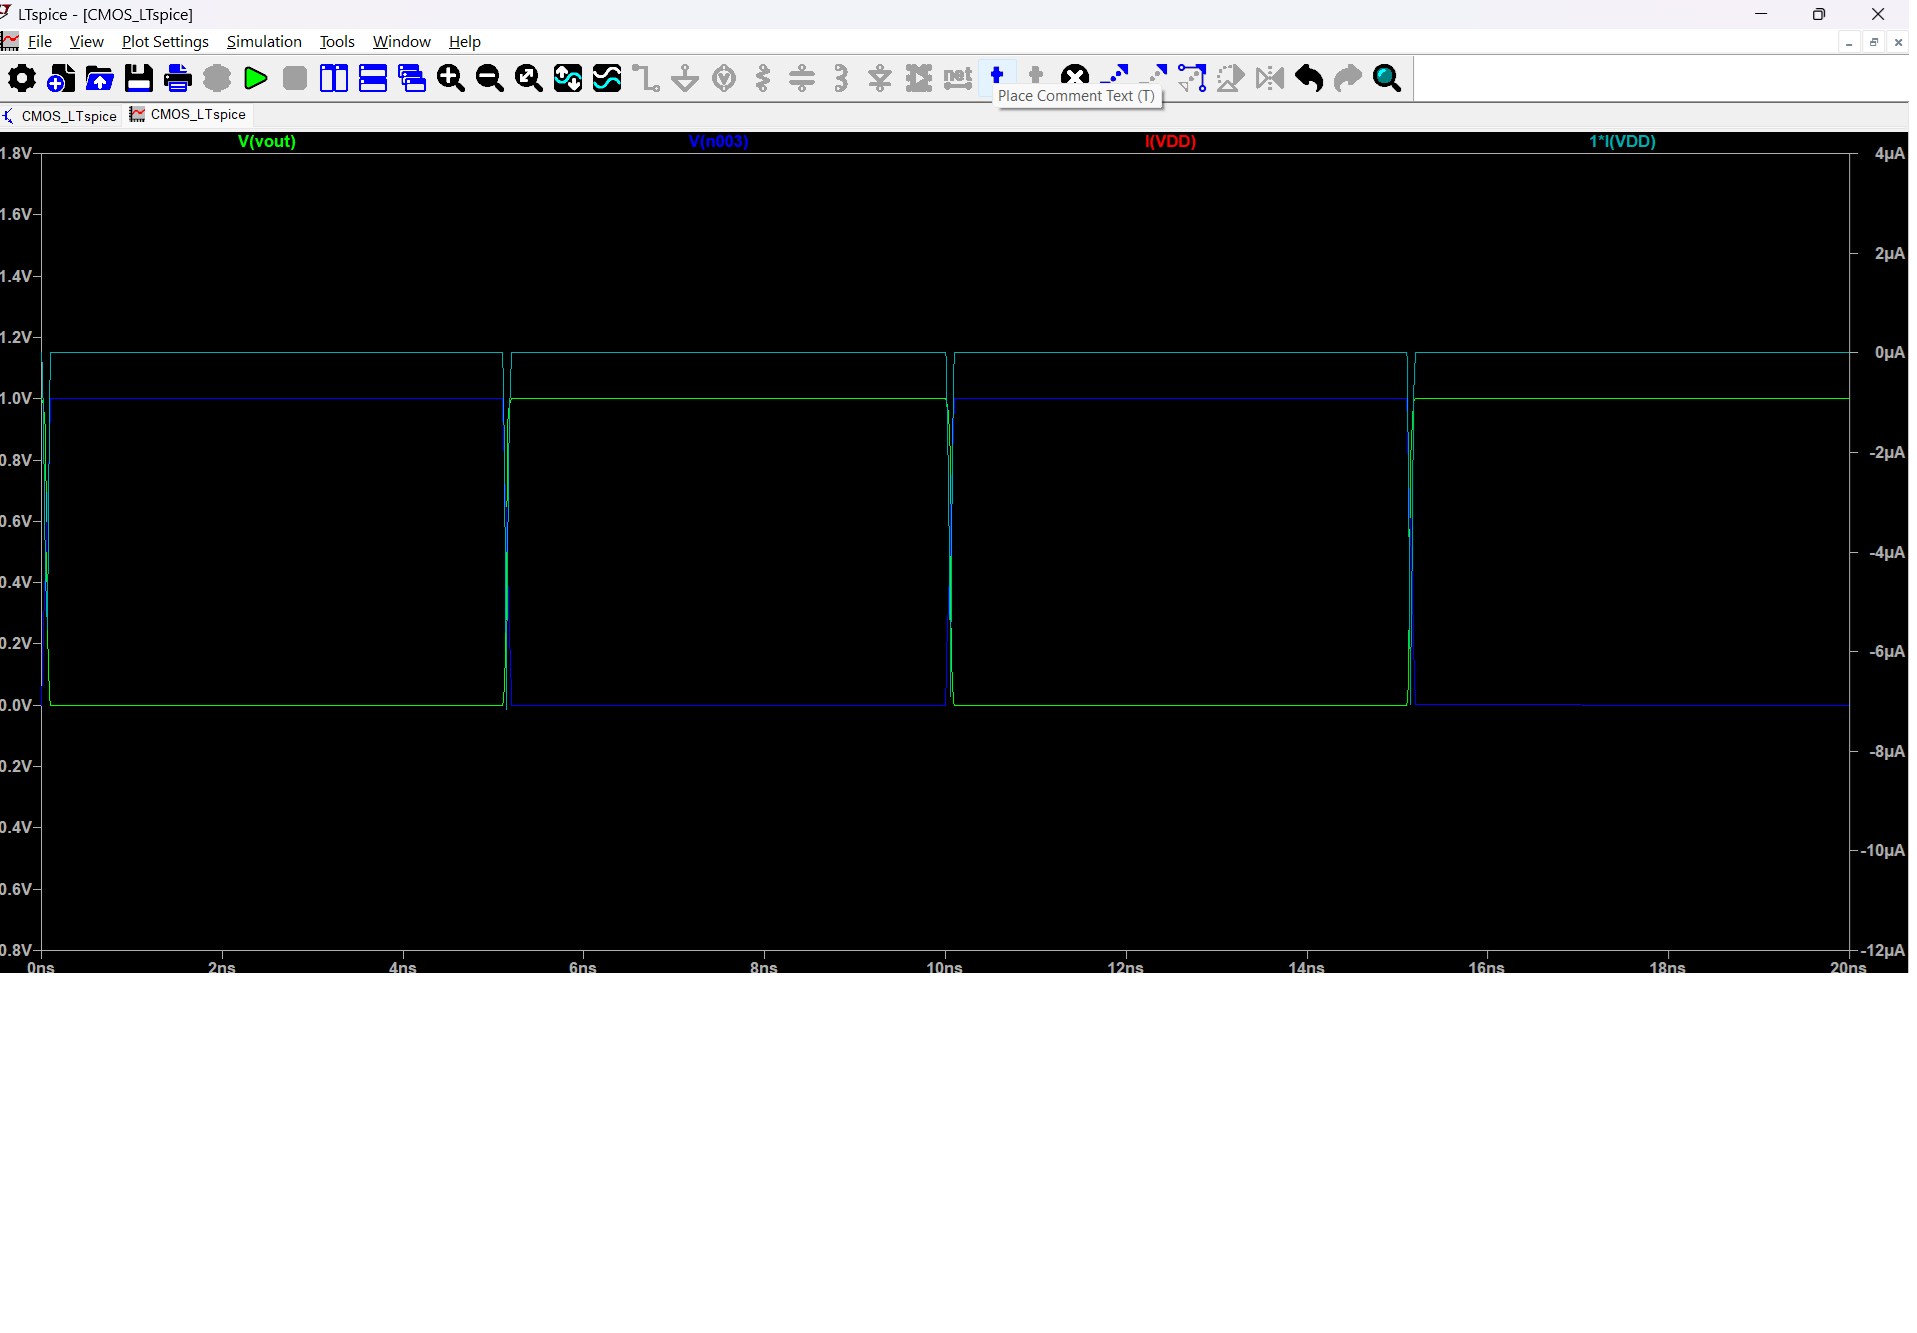 LTspice - [CMOS_LTspice]
File View Plot Settings Simulation Tools Window Help
net
Place Comment Text (T)
CMOS_LTspice CMOS_LTspice
V(vout) V(n003) I(VDD) 1*I(VDD)
1.8V 4µA
1.6V
2µA
1.4V
1.2V
0µA
1.0V
0.8V -2µA
0.6V
-4µA
0.4V
0.2V -6µA
0.0V
0.2V -8µA
0.4V
-10µA
0.6V
0.8V -12µA
0ns 2ns 4ns 6ns 8ns 10ns 12ns 14ns 16ns 18ns 20ns